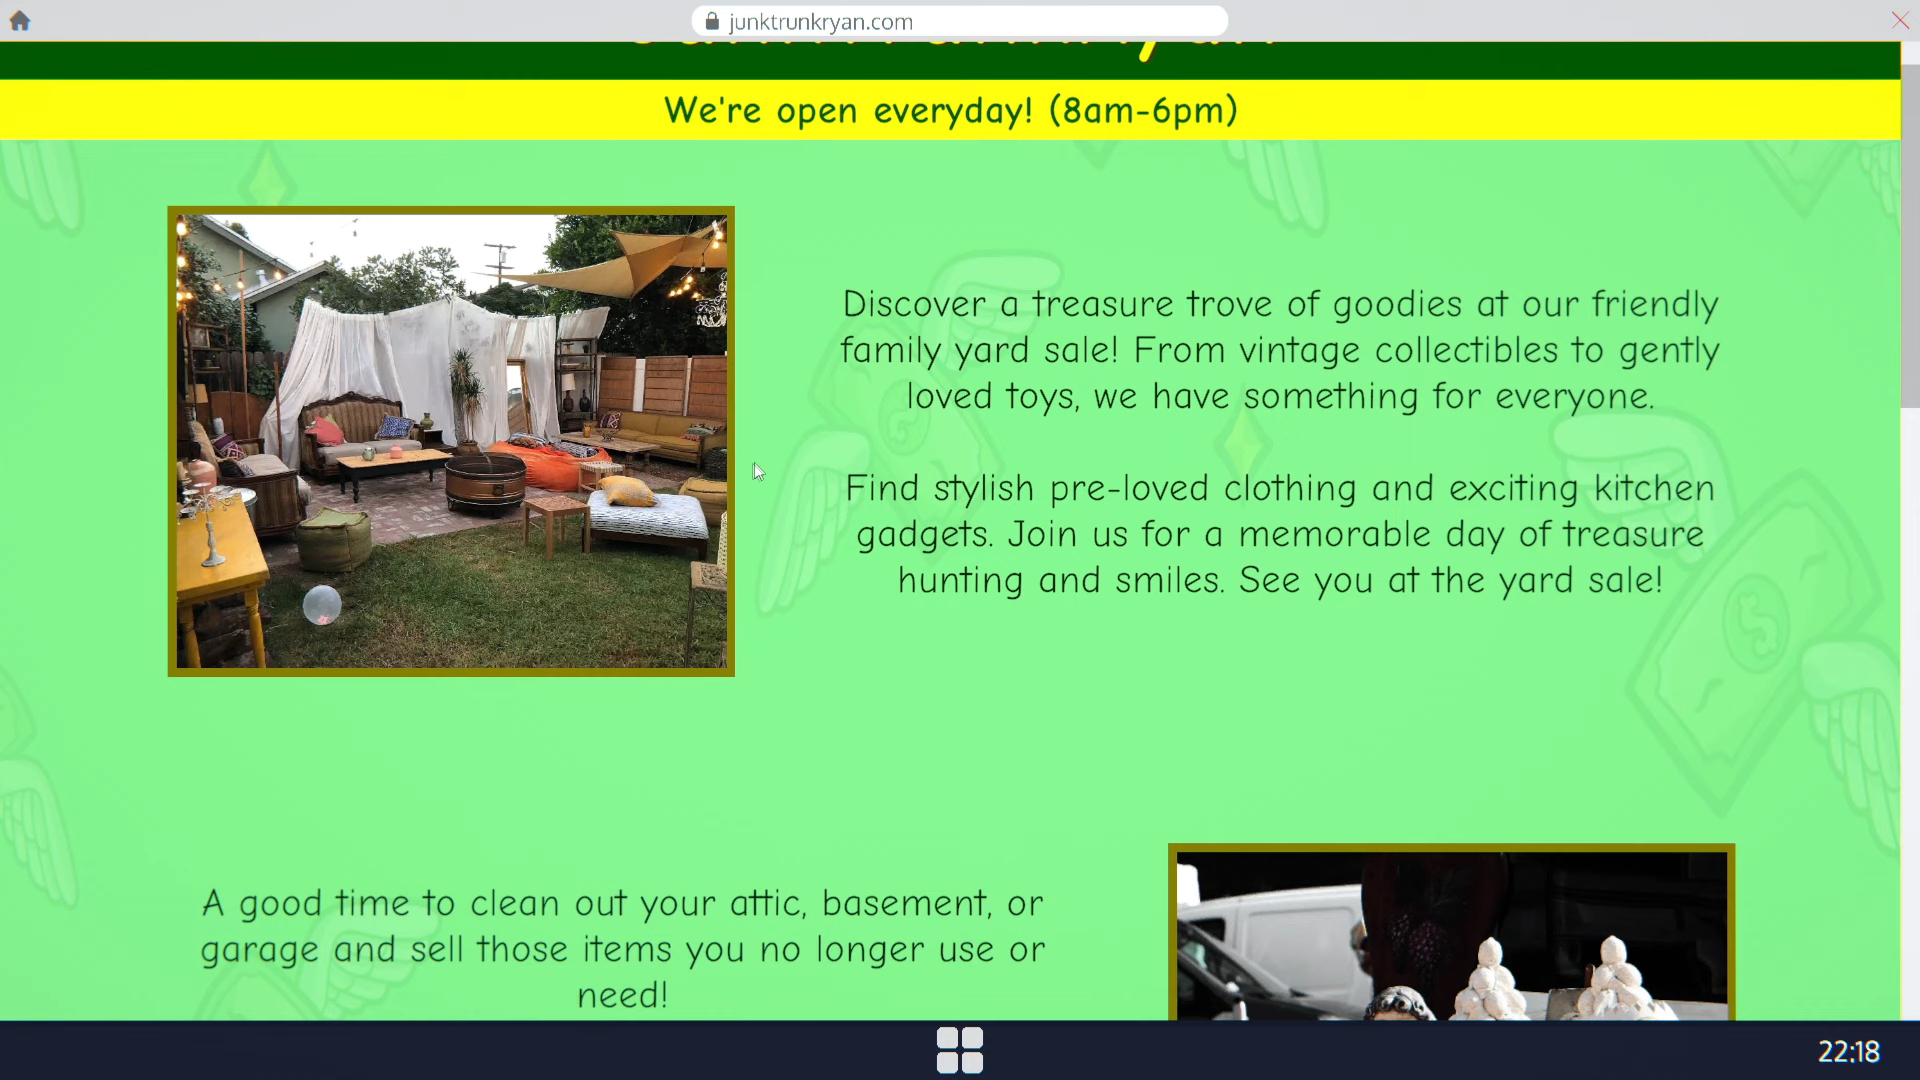 junktrunkryan.com
We're open everyday! (8am-6pm)
Discover a treasure trove of goodies at our friendly
family yard sale! From vintage collectibles to gently
loved toys, we have something for everyone.
Find stylish pre-loved clothing and exciting kitchen
gadgets. Join us for a memorable day of treasure
hunting and smiles. See you at the yard sale!
A good time to clean out your attic, basement, or
garage and sell those items you no longer use or
need!
22:18